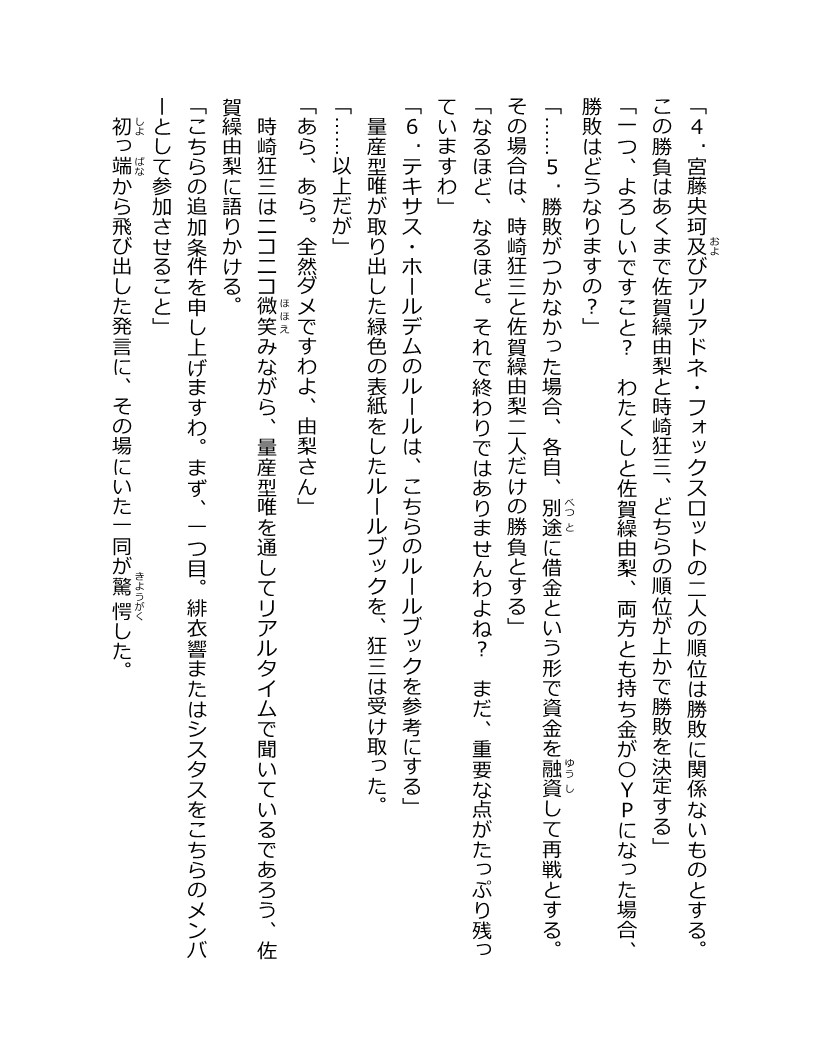 「４．宮藤央珂及びアリアドネ・フォックスロットの二人の順位は勝敗に関係ないものとする。
この勝負はあくまで佐賀繰由梨と時崎狂三、どちらの順位が上かで勝敗を決定する」
「一つ、よろしいですこと？　わたくしと佐賀繰由梨、両方とも持ち金が〇ＹＰになった場合、
勝敗はどうなりますの？」
「……５．勝敗がつかなかった場合、各自、別途に借金という形で資金を融資して再戦とする。
その場合は、時崎狂三と佐賀繰由梨二人だけの勝負とする」
「なるほど、なるほど。それで終わりではありませんわよね？　まだ、重要な点がたっぷり残っ
ていますわ」
「６．テキサス・ホールデムのルールは、こちらのルールブックを参考にする」
　量産型唯が取り出した緑色の表紙をしたルールブックを、狂三は受け取った。
「……以上だが」
「あら、あら。全然ダメですわよ、由梨さん」
　時崎狂三はニコニコ微笑みながら、量産型唯を通してリアルタイムで聞いているであろう、佐
賀繰由梨に語りかける。
「こちらの追加条件を申し上げますわ。まず、一つ目。緋衣響またはシスタスをこちらのメンバ
ーとして参加させること」
　初っ端から飛び出した発言に、その場にいた一同が驚愕した。